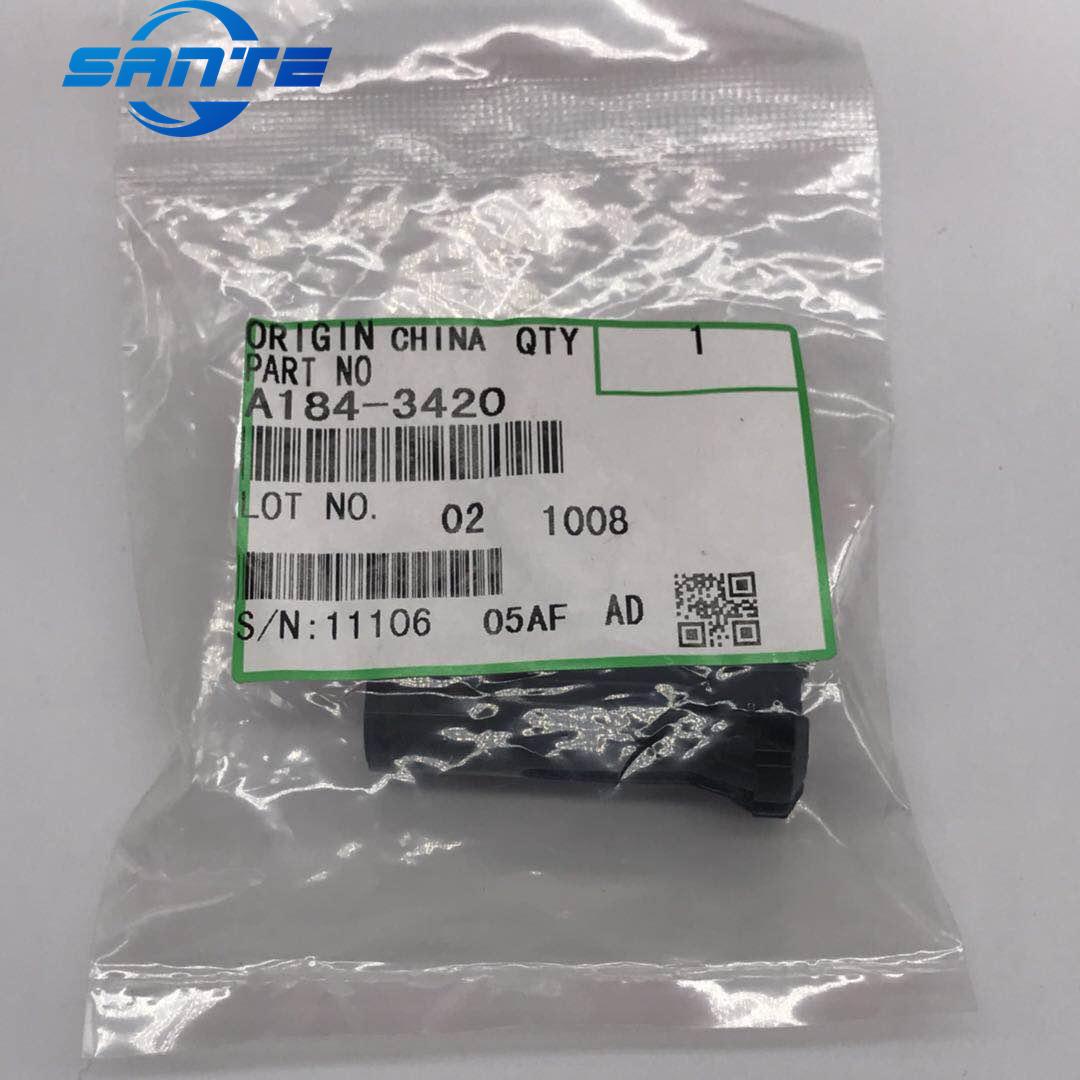 SANTE
ORIGIN CHINA QTY 1
PART NO
A184-3420
LOT NO. 02 1008
S/N:11106 05AF AD